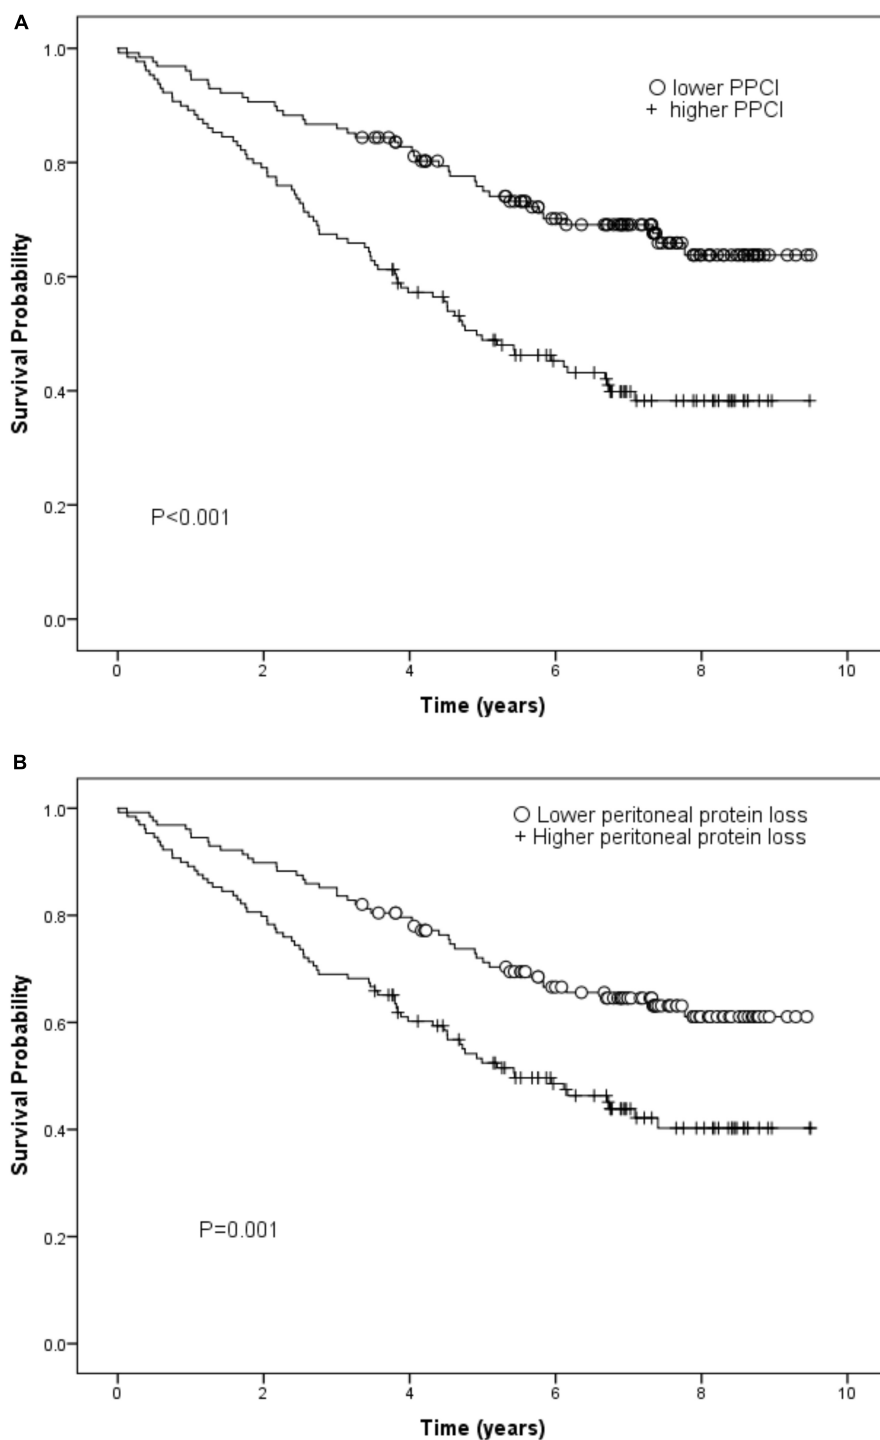 A
1.0
0.8
0.6
0.4
0.2
0.0
Survival Probability
lower PPCl
+ higher PPCl
P<0.001
0 2 4 6 8 10
Time (years)
B
1.0
0.8
0.6
0.4
0.2
0.0
Survival Probability
Lower peritoneal protein loss
+ Higher peritoneal protein loss
P=0.001
0 2 4 6 8 10
Time (years)